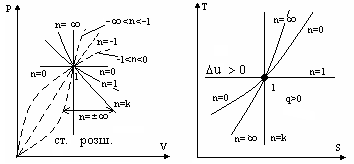 P
n= ∞
-∞<n<-1
n=-1
-1<n<0
n=0
n=0
1
n=1
n=k
n=±∞
ст. розш.
V
T
n= ∞
n=0
Δu > 0
n=1
1
n=0
q>0
n= ∞
n=k
S